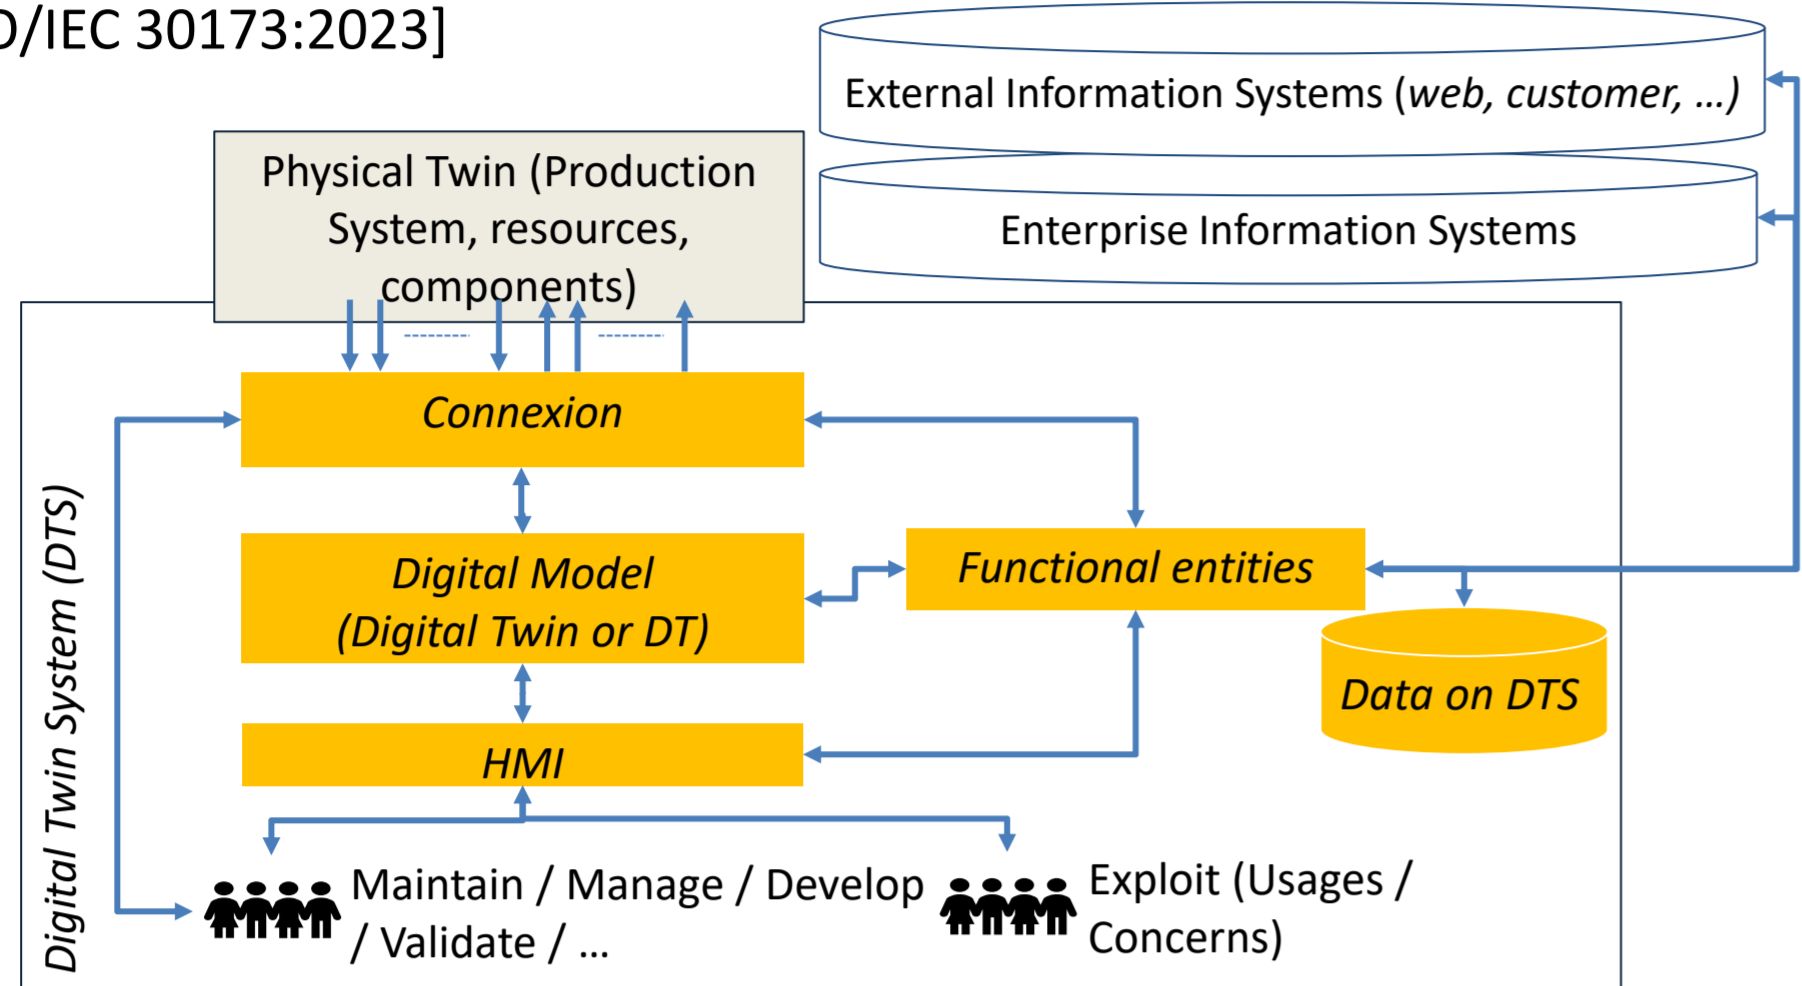 /IEC 30173:2023]
External Information Systems (web, customer, ...)
Physical Twin (Production
System, resources,
components)
Enterprise Information Systems
Connexion
Digital Model
(Digital Twin or DT)
Functional entities
Data on DTS
HMI
Digital Twin System (DTS)
Maintain / Manage / Develop
/ Validate / ...
Exploit (Usages /
Concerns)